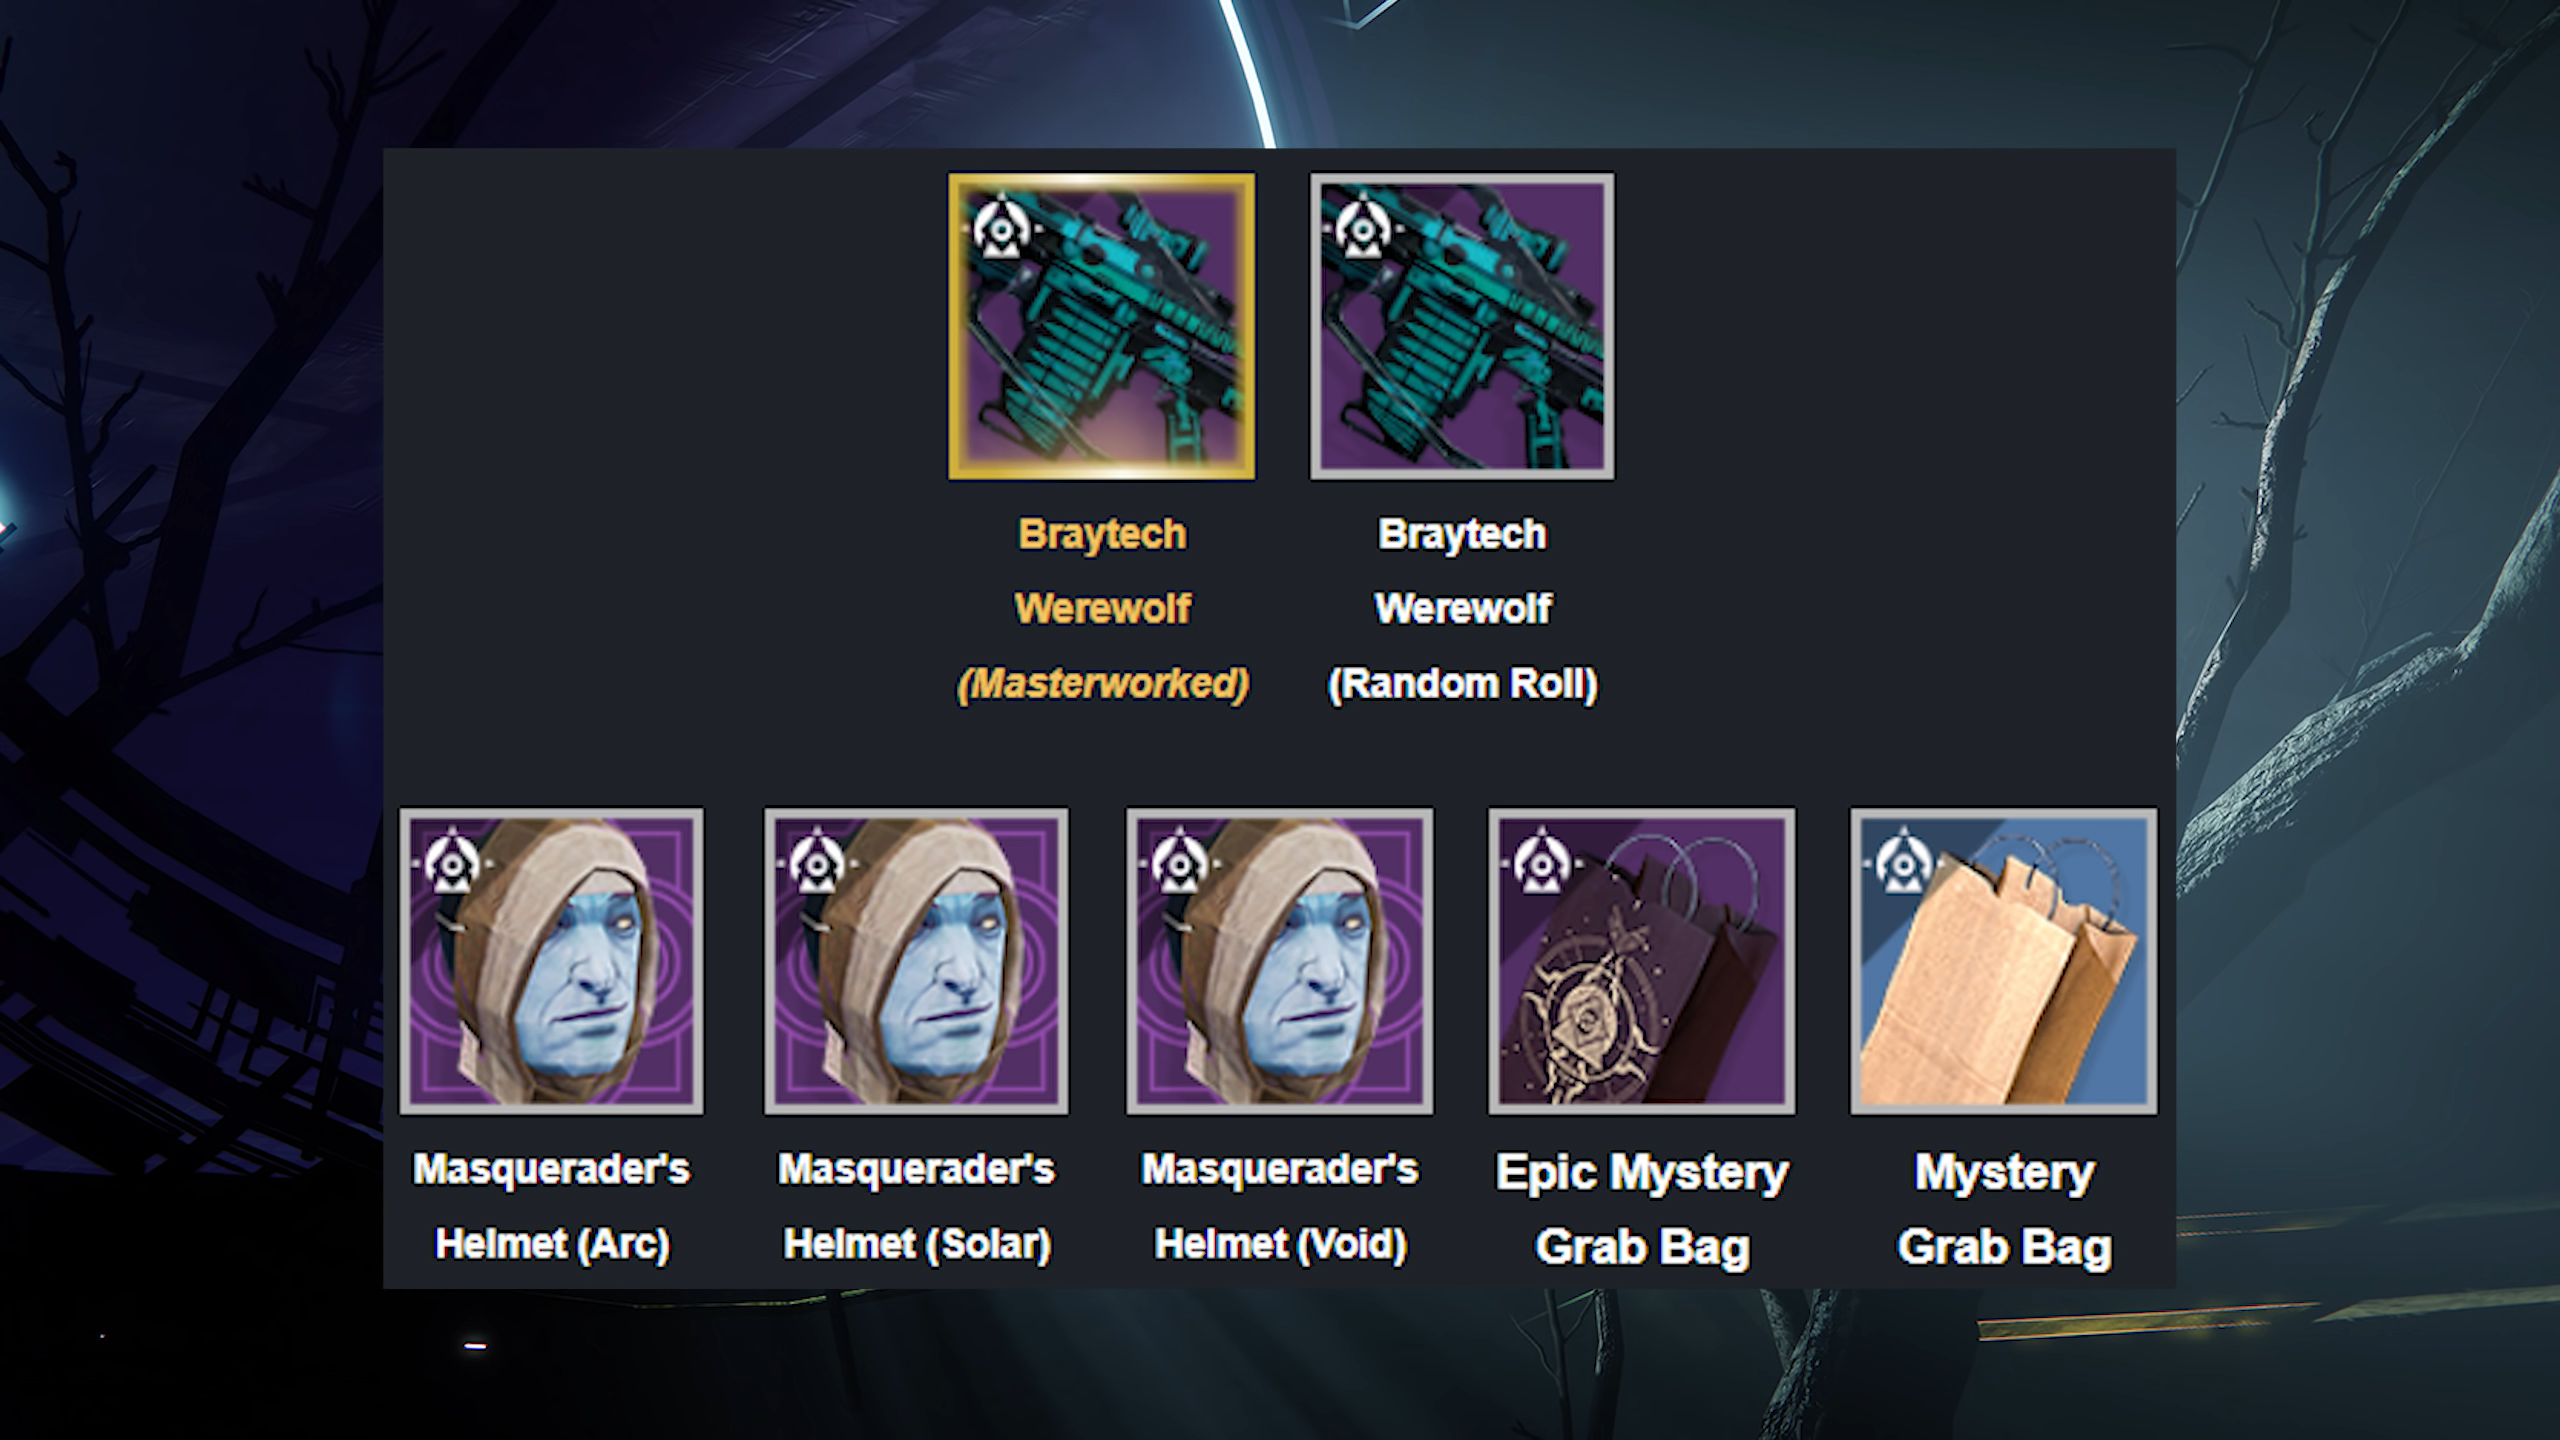 Braytech
Werewolf
(Masterworked)
Braytech
Werewolf
(Random Roll)
Masquerader's
Helmet (Arc)
Masquerader's
Helmet (Solar)
Masquerader's
Helmet (Void)
Epic Mystery
Grab Bag
Mystery
Grab Bag